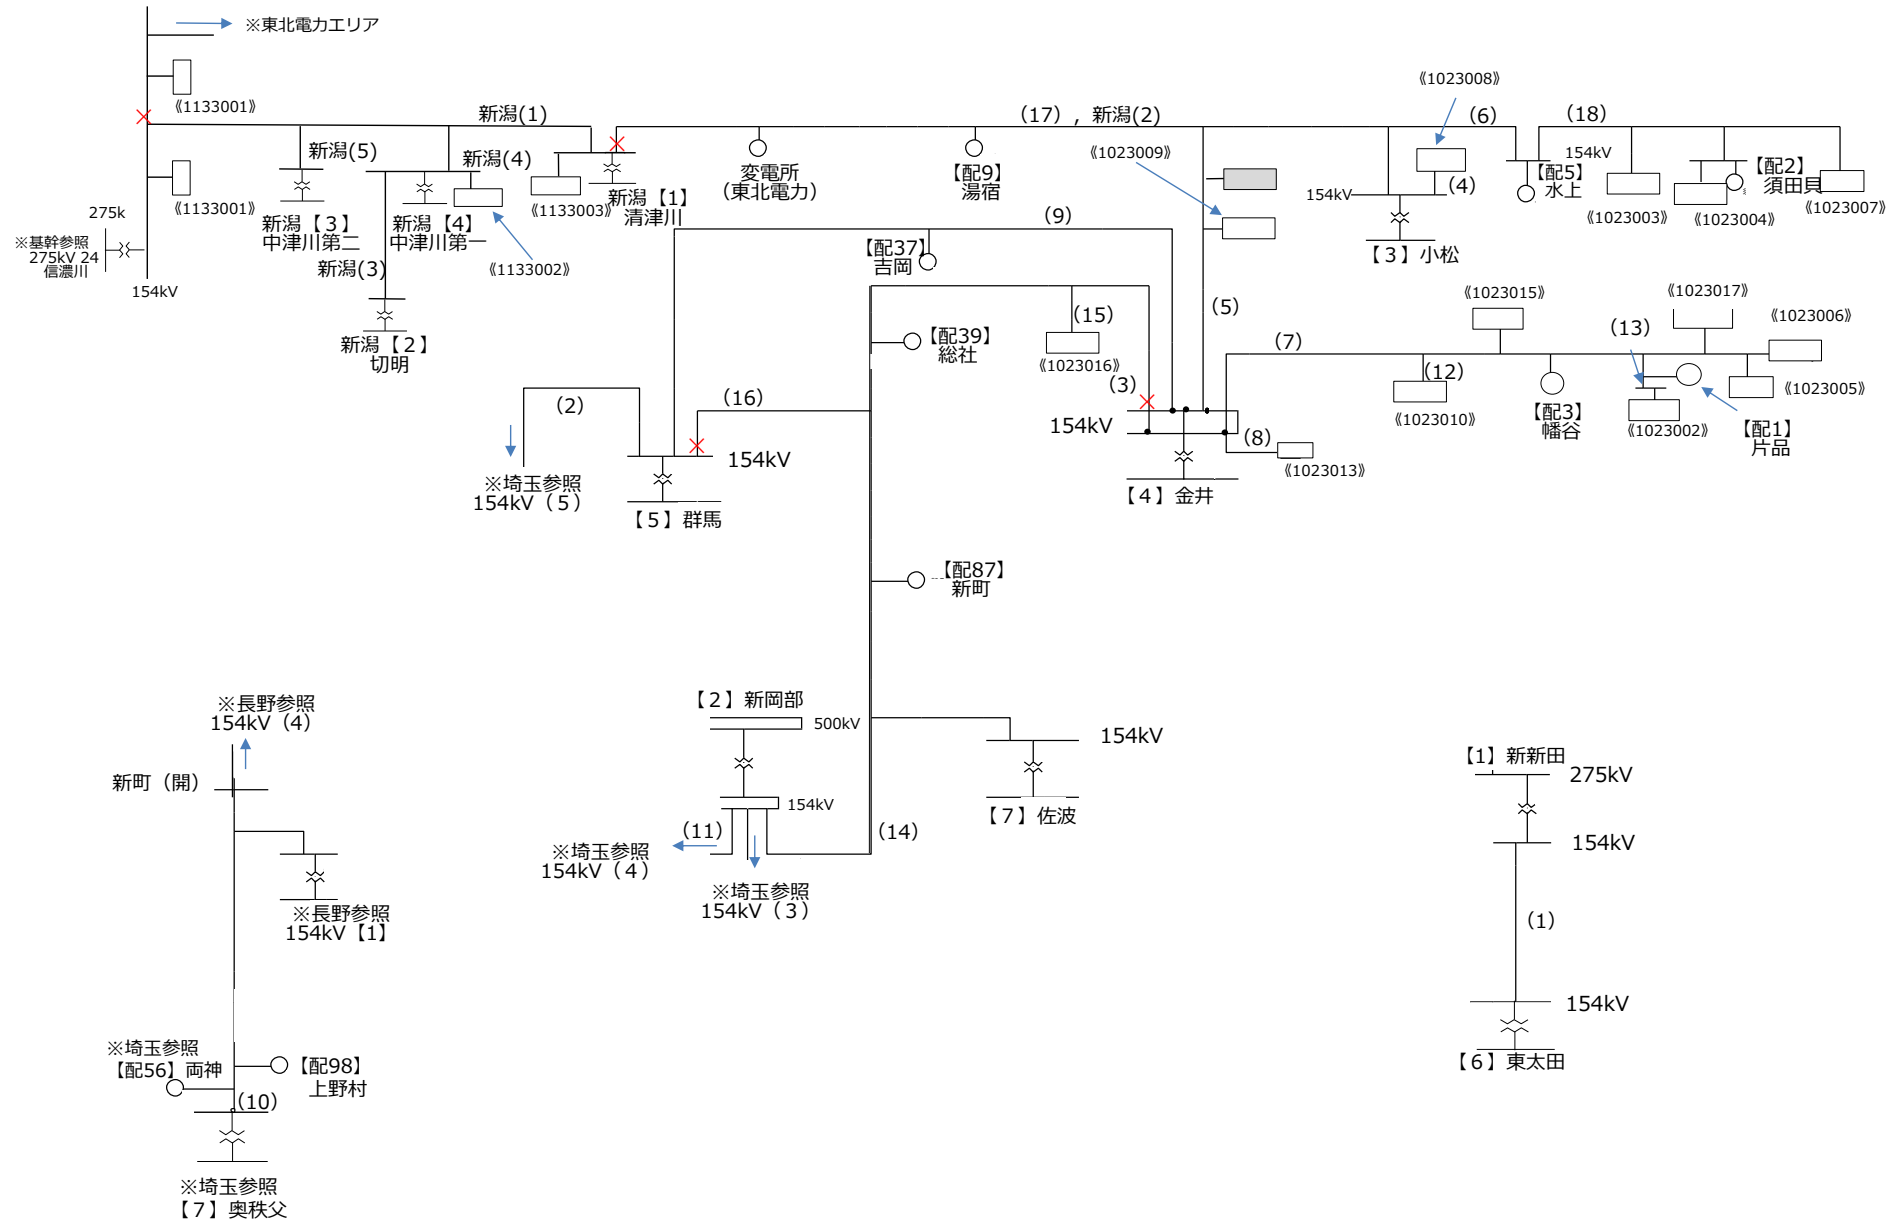 ※東北電力エリア
《1133001》
新潟(1)
(17) , 新潟(2)
《1023008》
(6)
(18)
新潟(5)
新潟(4)
《1133001》
《1133003》
新潟【1】
清津川
変電所
(東北電力)
【配9】
湯宿
《1023009》
154kV
(4)
【3】小松
154kV
【配5】
水上
《1023003》
【配2】
須田貝
《1023004》
《1023007》
275k
※基幹参照
275kV 24
信濃川
154kV
新潟【3】
中津川第二
新潟【4】
中津川第一
《1133002》
新潟(3)
新潟【2】
切明
(9)
【配37】
吉岡
(5)
(15)
《1023016》
【配39】
総社
(3)
(7)
《1023015》
《1023017》
《1023006》
(13)
(12)
《1023010》
【配3】
幡谷
《1023002》
【配1】
片品
《1023005》
(2)
(16)
154kV
※埼玉参照
154kV(5)
【5】群馬
154kV
(8)
《1023013》
【4】金井
【配87】
新町
【2】新岡部
500kV
154kV
(11)
※埼玉参照
154kV(4)
※埼玉参照
154kV(3)
(14)
154kV
【7】佐波
※長野参照
154kV(4)
新町(開)
※長野参照
154kV【1】
【1】新新田
275kV
154kV
(1)
154kV
【6】東太田
※埼玉参照
【配56】両神
【配98】
上野村
(10)
※埼玉参照
【7】奥秩父